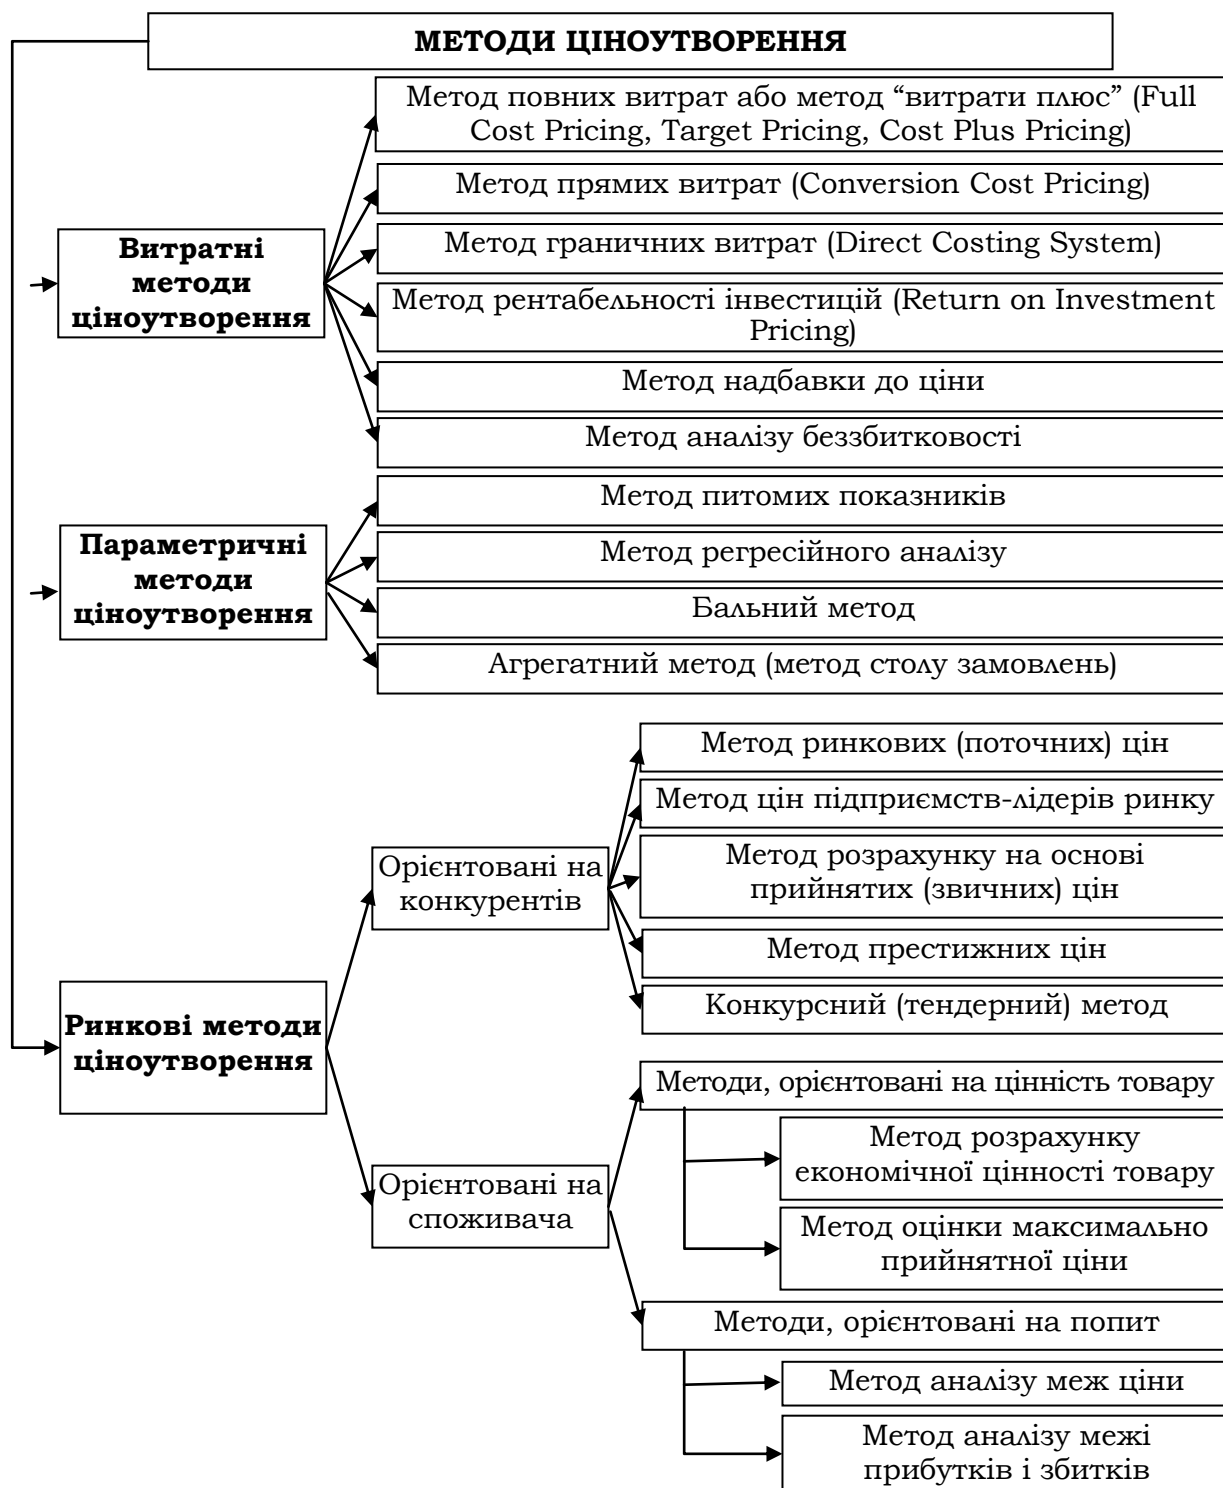 МЕТОДИ ЦІНОУТВОРЕННЯ
Метод повних витрат або метод “витрати плюс” (Full
Cost Pricing, Target Pricing, Cost Plus Pricing)
Метод прямих витрат (Conversion Cost Pricing)
Витратні
методи
ціноутворення
Метод граничних витрат (Direct Costing System)
Метод рентабельності інвестицій (Return on Investment
Pricing)
Метод надбавки до ціни
Метод аналізу беззбитковості
Параметричні
методи
ціноутворення
Метод питомих показників
Метод регресійного аналізу
Бальний метод
Агрегатний метод (метод столу замовлень)
Ринкові методи
ціноутворення
Орієнтовані на
конкурентів
Метод ринкових (поточних) цін
Метод цін підприємств-лідерів ринку
Метод розрахунку на основі
прийнятих (звичних) цін
Метод престижних цін
Конкурсний (тендерний) метод
Орієнтовані на
споживача
Методи, орієнтовані на цінність товару
Метод розрахунку
економічної цінності товару
Метод оцінки максимально
прийнятної ціни
Методи, орієнтовані на попит
Метод аналізу меж ціни
Метод аналізу межі
прибутків і збитків